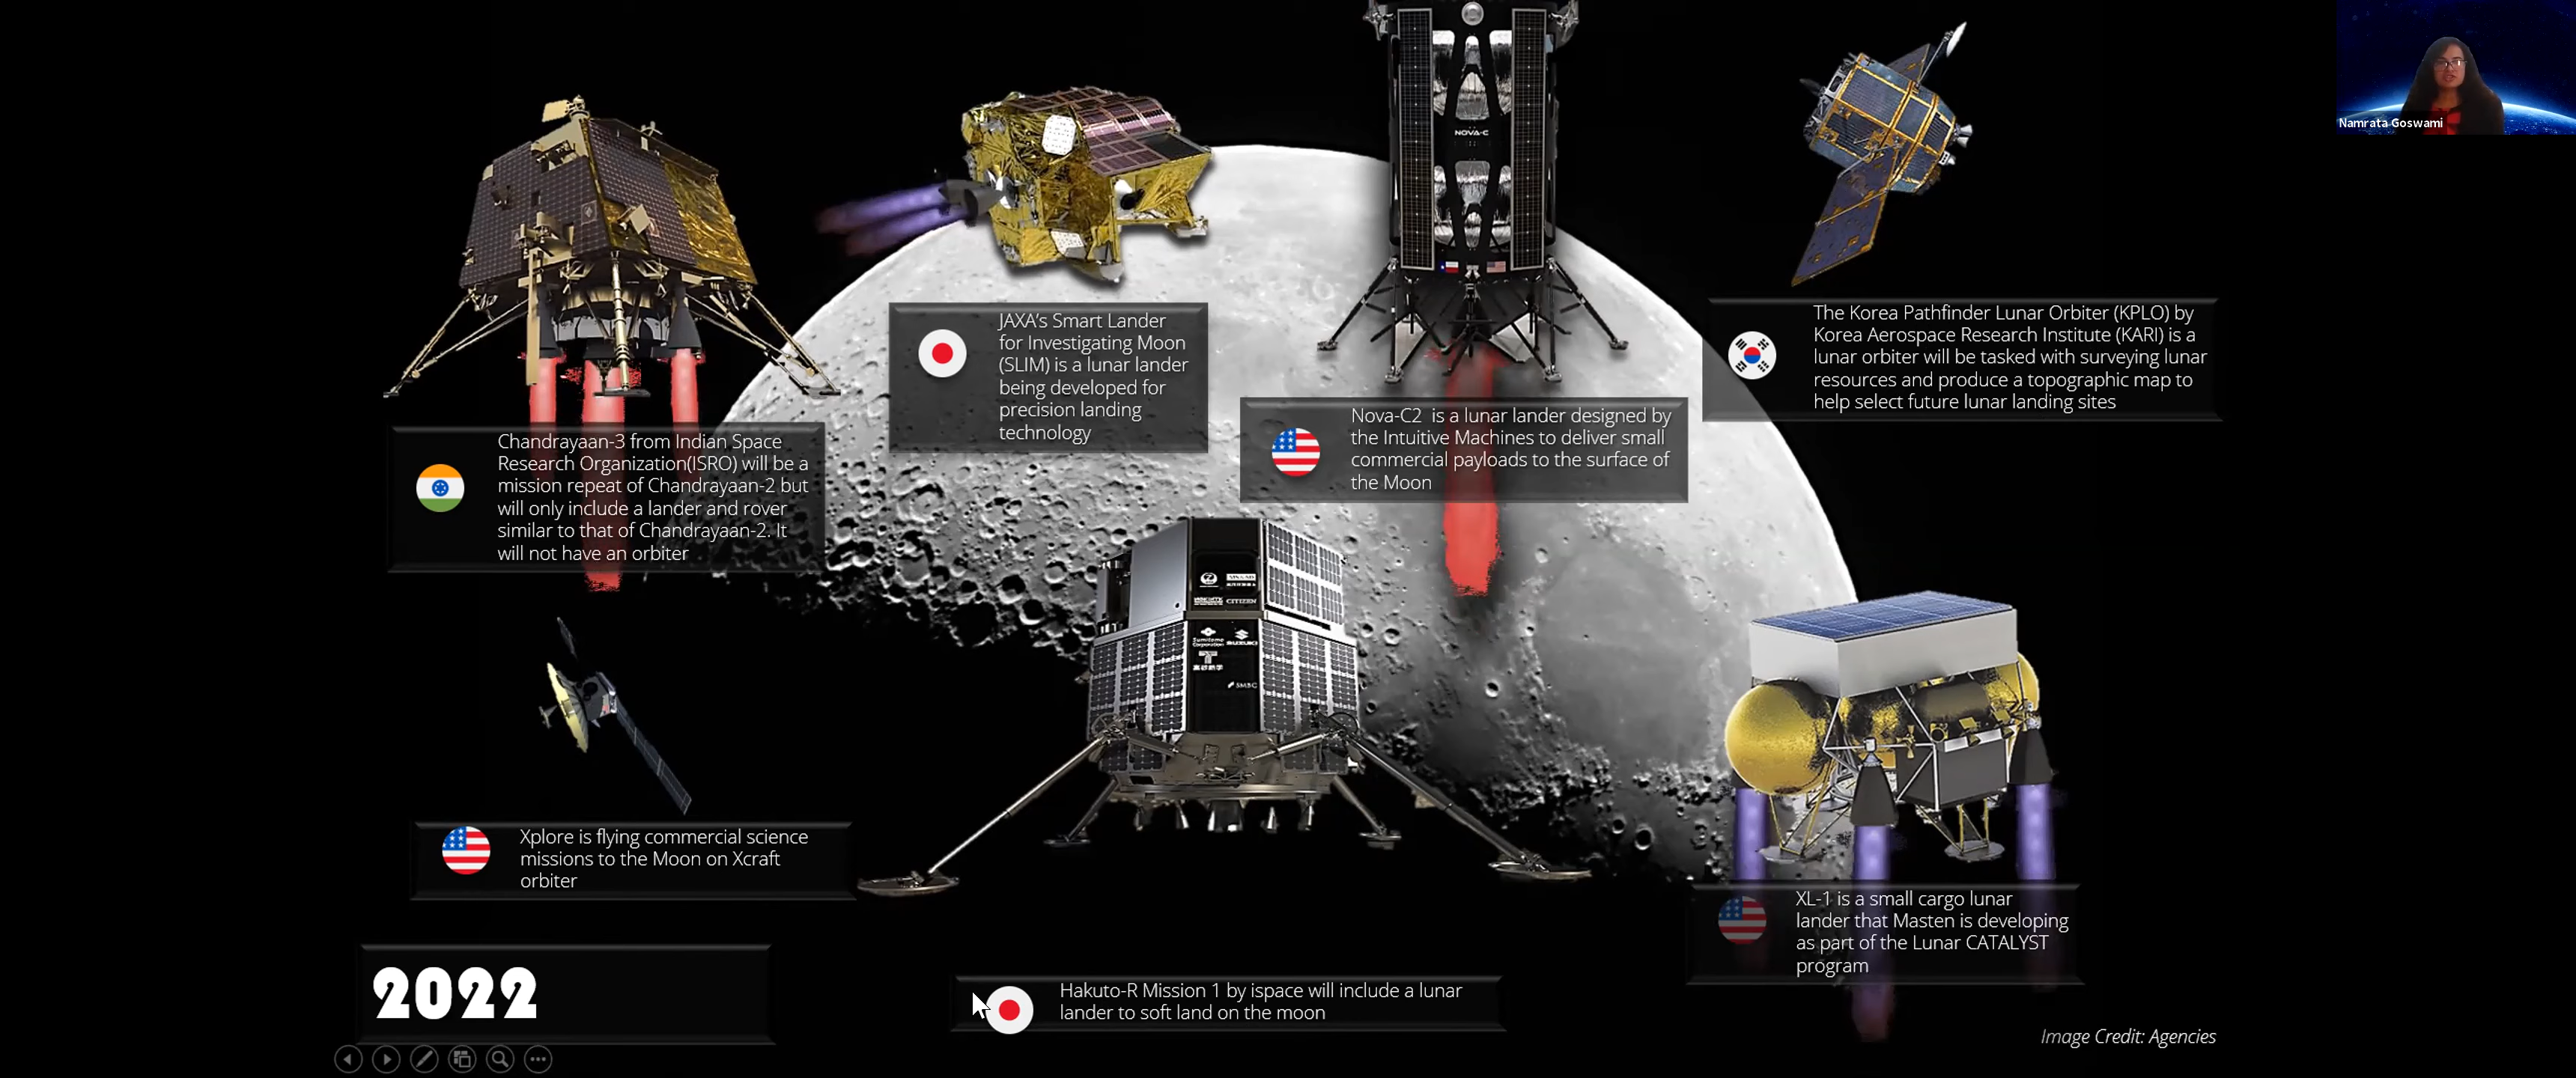 Namrata Goswami
NOVA-C
Chandrayaan-3 from Indian Space
Research Organization(ISRO) will be a
mission repeat of Chandrayaan-2 but
will only include a lander and rover
similar to that of Chandrayaan-2. It
will not have an orbiter
JAXA's Smart Lander
for Investigating Moon
(SLIM) is a lunar lander
being developed for
precision landing
technology
Nova-C2 is a lunar lander designed by
the Intuitive Machines to deliver small
commercial payloads to the surface of
the Moon
The Korea Pathfinder Lunar Orbiter (KPLO) by
Korea Aerospace Research Institute (KARI) is a
lunar orbiter will be tasked with surveying lunar
resources and produce a topographic map to
help select future lunar landing sites
CITIZEN
Sumitomo
Corporation
SUZUKI
SMBC
Xplore is flying commercial science
missions to the Moon on Xcraft
orbiter
XL-1 is a small cargo lunar
lander that Masten is developing
as part of the Lunar CATALYST
program
2022
Hakuto-R Mission 1 by ispace will include a lunar
lander to soft land on the moon
Image Credit: Agencies